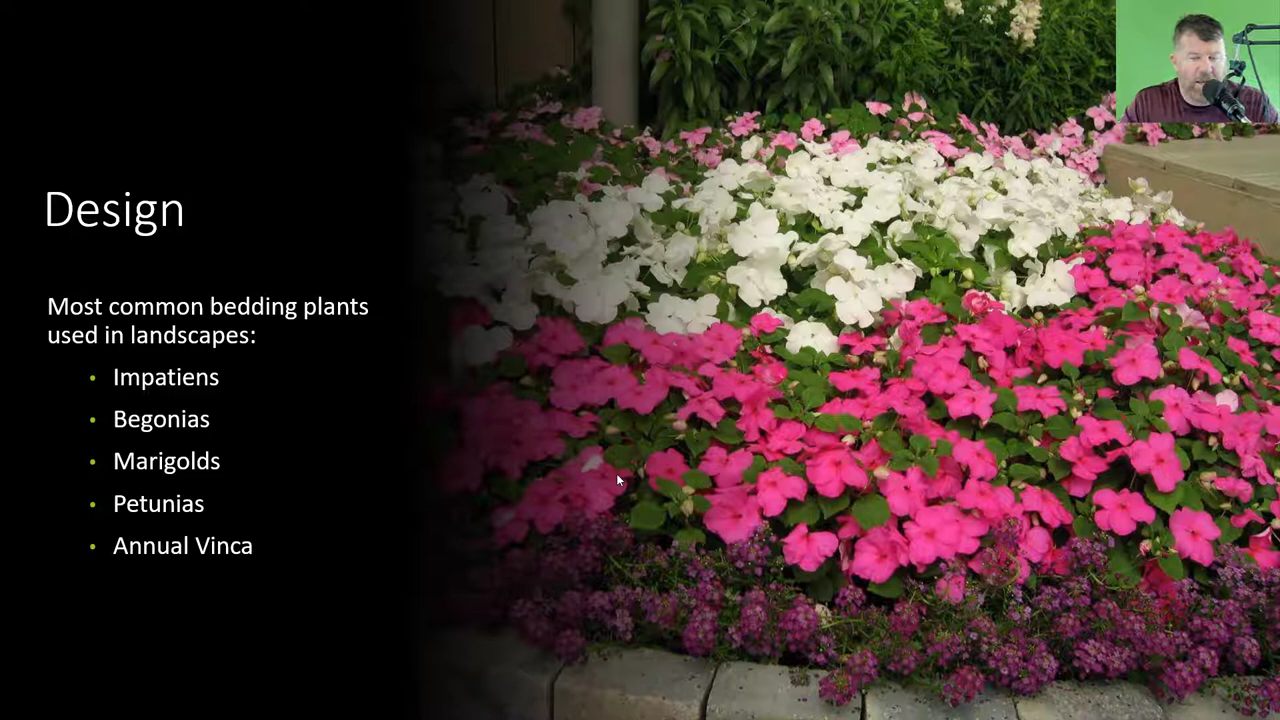 Design
Most common bedding plants
used in landscapes:
• Impatiens
• Begonias
• Marigolds
• Petunias
• Annual Vinca